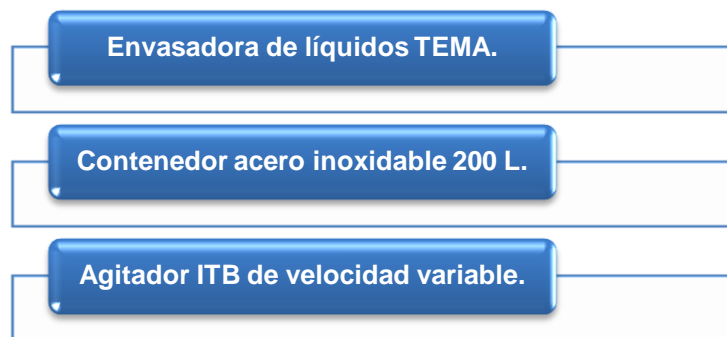 Envasadora de líquidos TEMA.
Contenedor acero inoxidable 200 L.
Agitador ITB de velocidad variable.